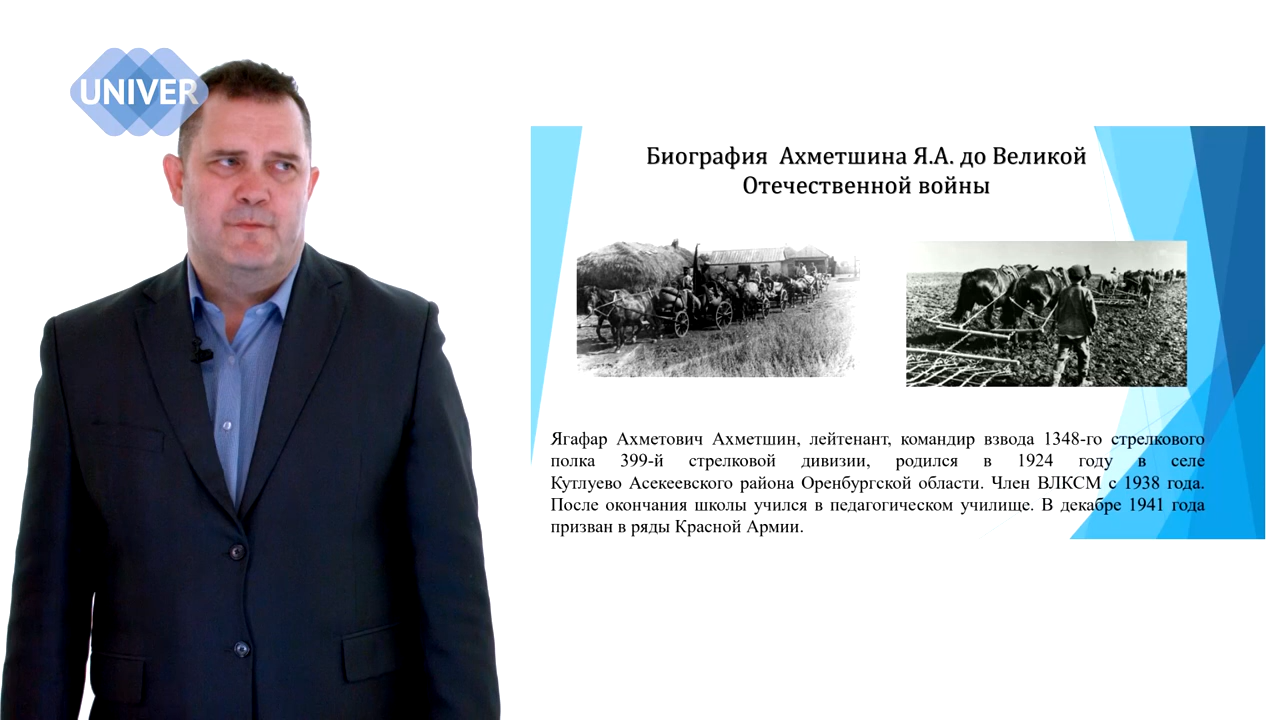 UNIVER
Биография Ахметшина Я.А. до Великой
Отечественной войны
Ягафар Ахметович Ахметшин, лейтенант, командир взвода 1348-го стрелкового
полка 399-й стрелковой дивизии, родился в 1924 году в селе
Кутлуево Асекеевского района Оренбургской области. Член ВЛКСМ с 1938 года.
После окончания школы учился в педагогическом училище. В декабре 1941 года
призван в ряды Красной Армии.